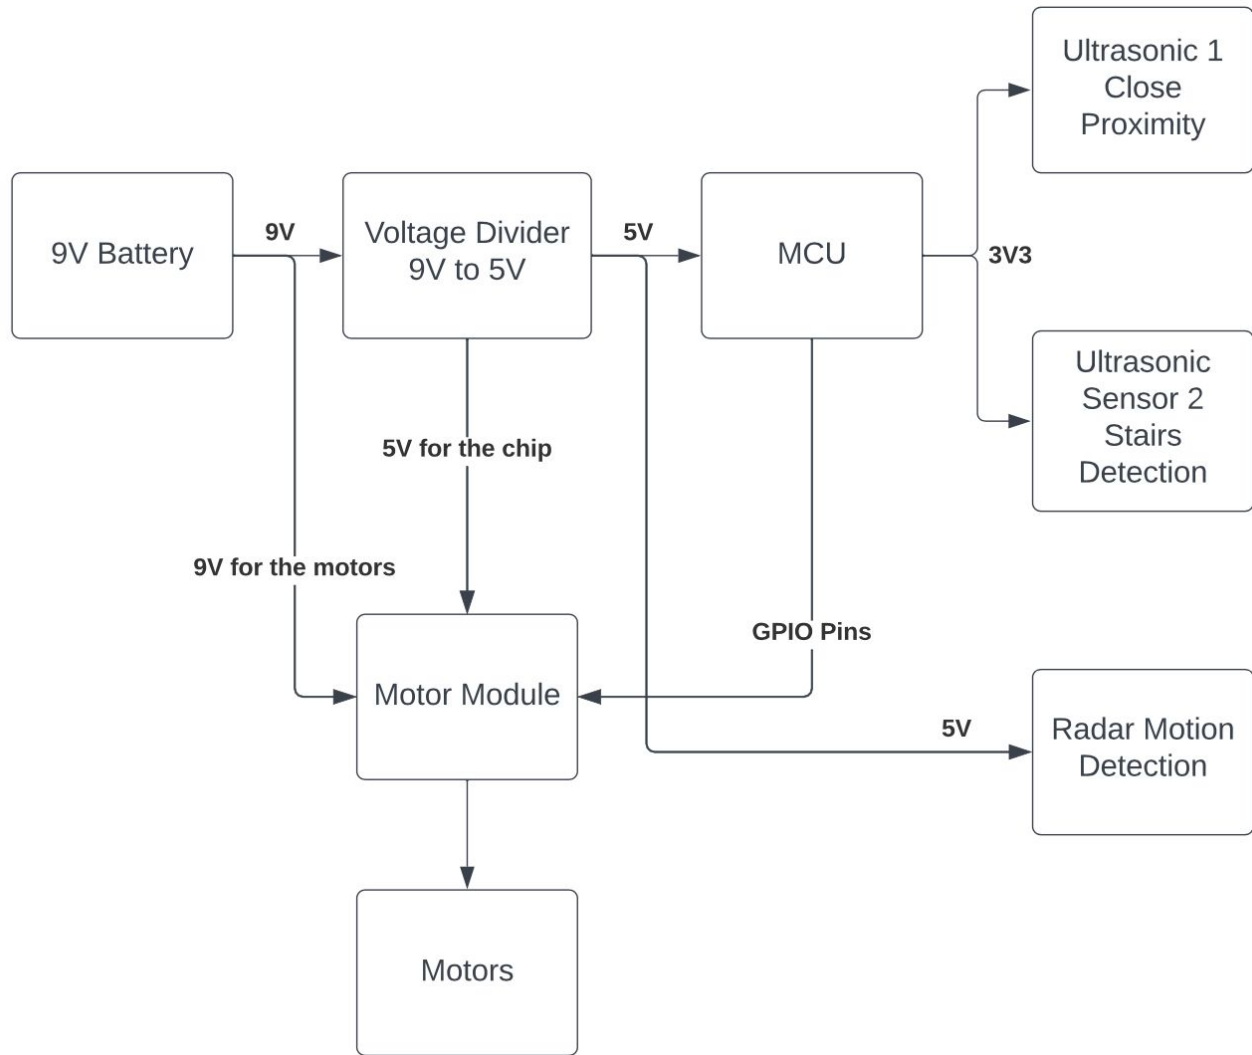 Ultrasonic 1
Close
Proximity
9V Battery
9V
Voltage Divider
9V to 5V
5V
MCU
3V3
Ultrasonic
Sensor 2
Stairs
Detection
5V for the chip
9V for the motors
GPIO Pins
Motor Module
5V
Radar Motion
Detection
Motors